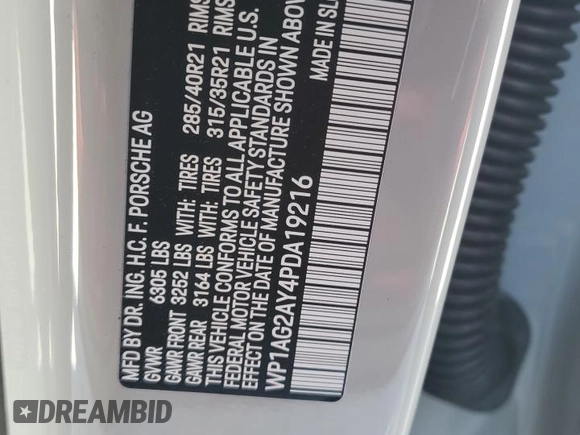 MFD BY DR. ING. H.C. F. PORSCHE AG
GVWR 6305 LBS
GAWR FRONT 3252 LBS WITH: TIRES 285/40R21 RIMS
GAWR REAR 3164 LBS WITH: TIRES 315/35R21 RIMS
THIS VEHICLE CONFORMS TO ALL APPLICABLE U.S.
FEDERAL MOTOR VEHICLE SAFETY STANDARDS IN
EFFECT ON THE DATE OF MANUFACTURE SHOWN ABOV
WP1AG2AY4PDA19216
IN SL
DREAMBID